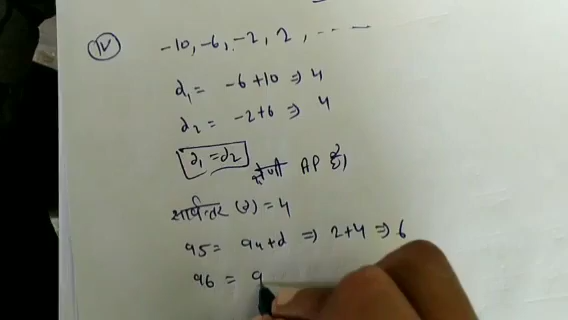 (iv) -10, -6, -2, 2, ----
d₁ = -6+10 ⇒ 4
d₂ = -2+6 ⇒ 4
d₁ = d₂
श्रेणी AP है।
सार्वअन्तर (d) = 4
a5 = a4+d ⇒ 2+4 ⇒ 6
a6 = a